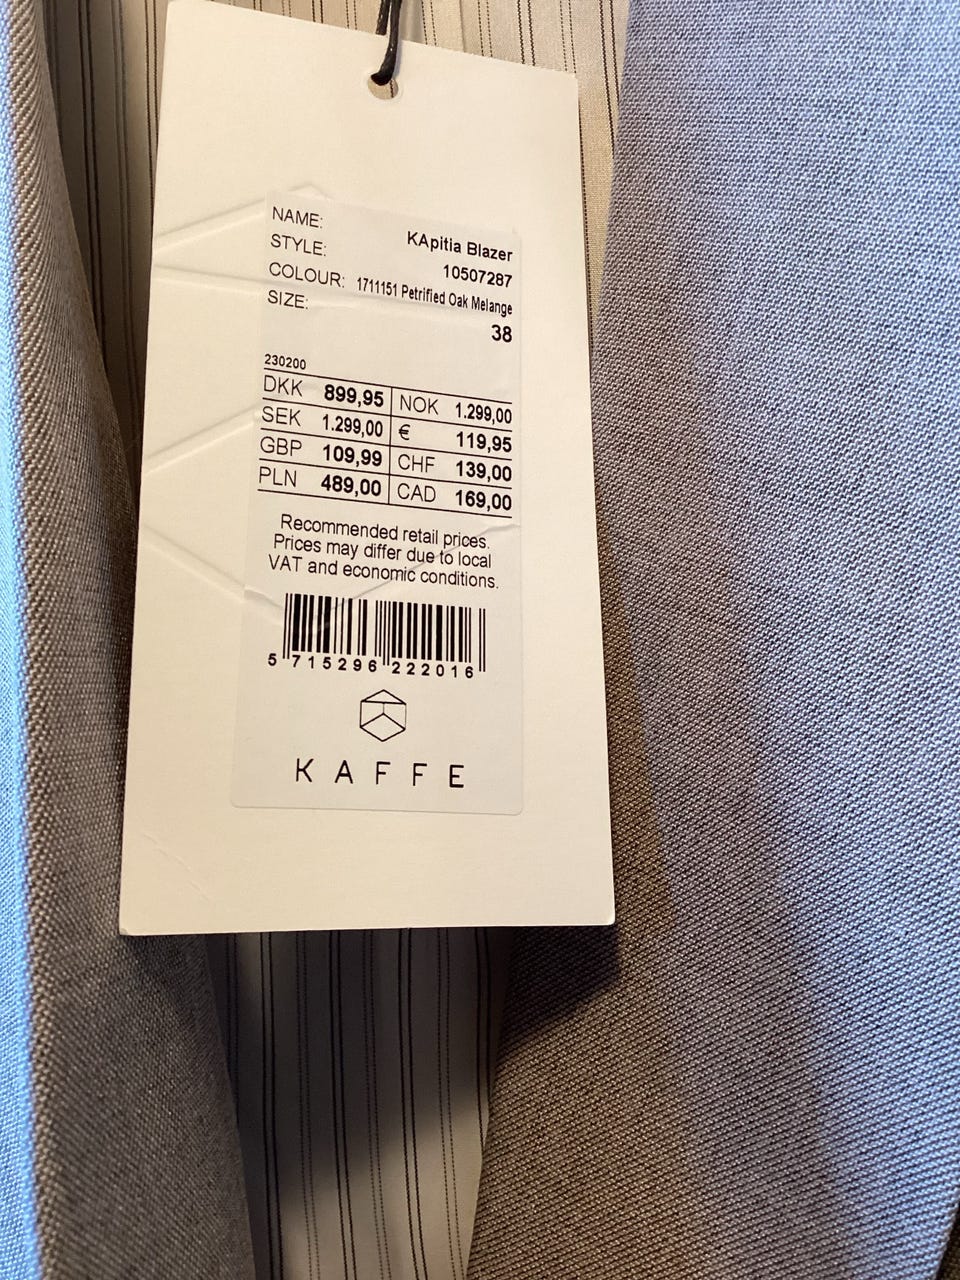 NAME: KApitia Blazer
STYLE: 10507287
COLOUR: 1711151 Petrified Oak Melange
SIZE: 38
230200
DKK 899,95 NOK 1.299,00
SEK 1.299,00 € 119,95
GBP 109,99 CHF 139,00
PLN 489,00 CAD 169,00
Recommended retail prices.
Prices may differ due to local
VAT and economic conditions.
5 715296 222016
KAFFE